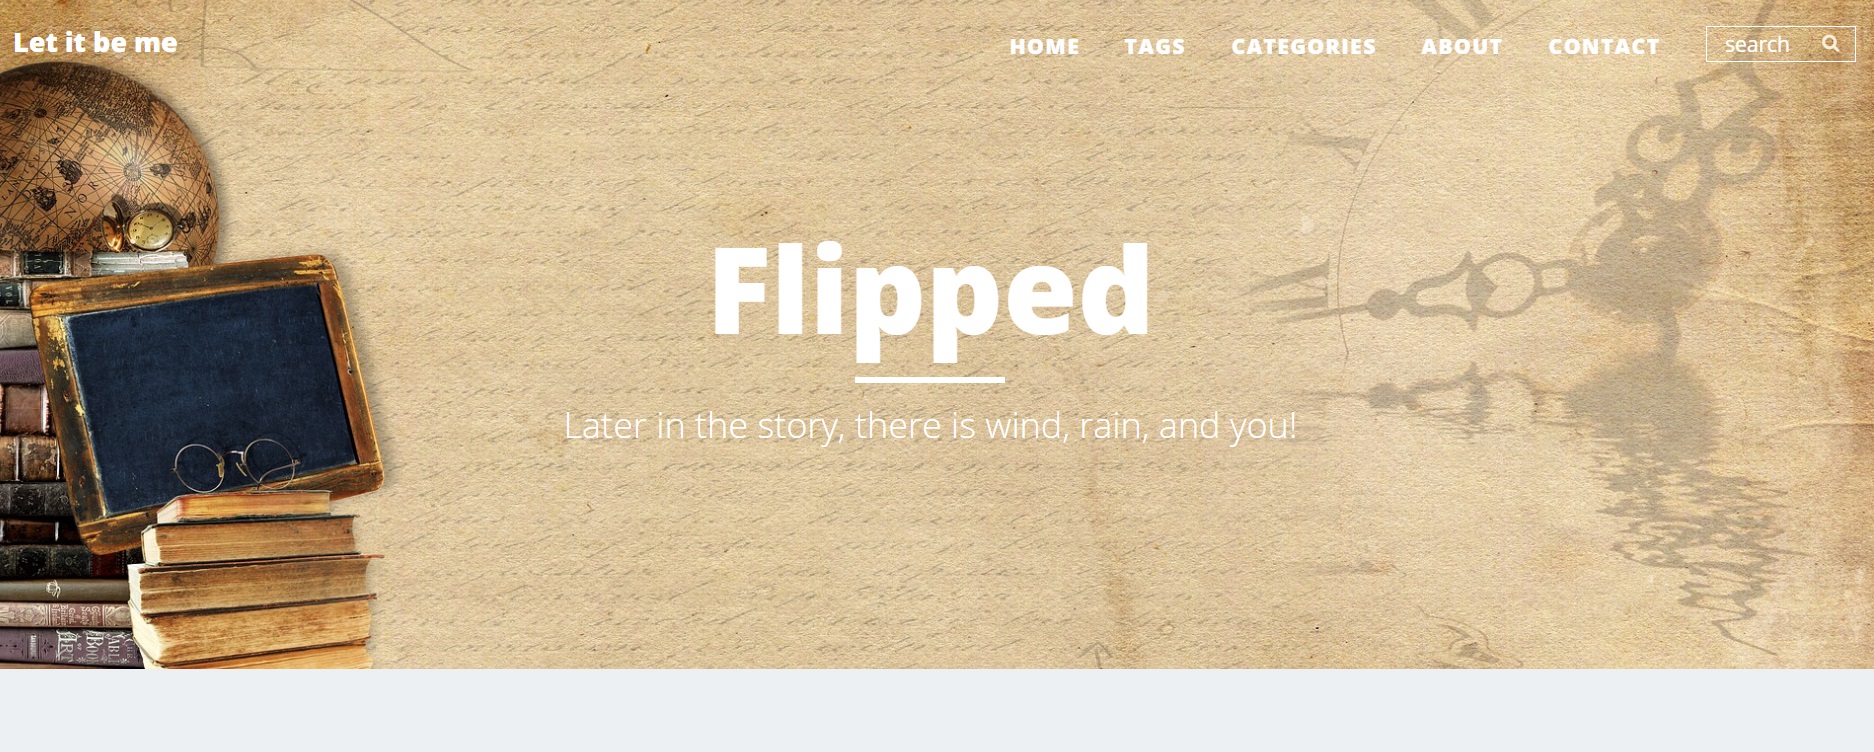 Let it be me
HOME TAGS CATEGORIES ABOUT CONTACT search
Flipped
Later in the story, there is wind, rain, and you!